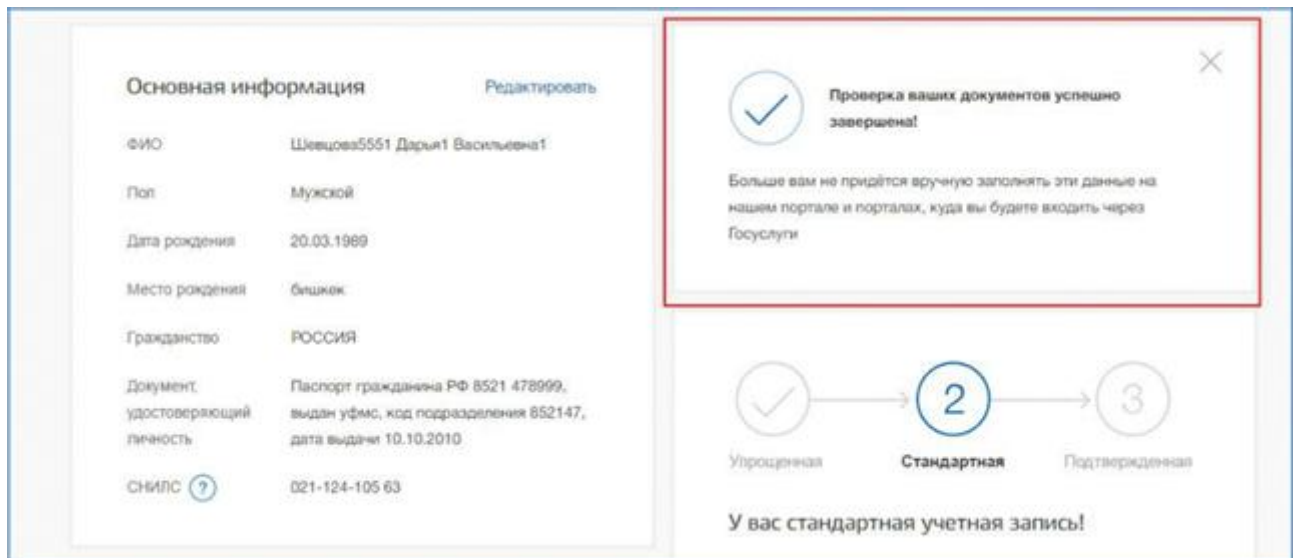 Основная информация
Редактировать
ФИО
Шевцова5551 Дарья1 Васильевна1
Пол
Мужской
Дата рождения
20.03.1989
Место рождения
бишкек
Гражданство
РОССИЯ
Документ,
удостоверяющий
личность
Паспорт гражданина РФ 8521 478999,
выдан уфмс, код подразделения 852147,
дата выдачи 10.10.2010
СНИЛС ?
021-124-105 63
Проверка ваших документов успешно
завершена!
Больше вам не придётся вручную заполнять эти данные на
нашем портале и порталах, куда вы будете входить через
Госуслуги
2
3
Упрощенная
Стандартная
Подтвержденная
У вас стандартная учетная запись!